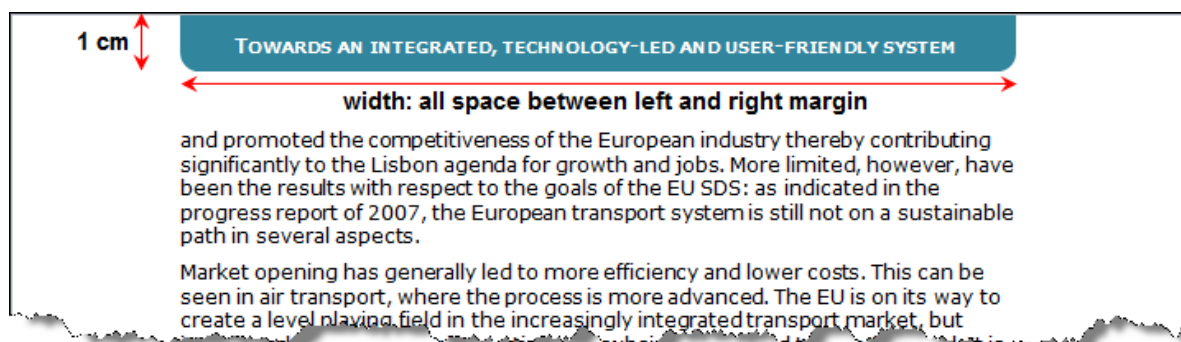 1 cm
TOWARDS AN INTEGRATED, TECHNOLOGY-LED AND USER-FRIENDLY SYSTEM
width: all space between left and right margin
and promoted the competitiveness of the European industry thereby contributing
significantly to the Lisbon agenda for growth and jobs. More limited, however, have
been the results with respect to the goals of the EU SDS: as indicated in the
progress report of 2007, the European transport system is still not on a sustainable
path in several aspects.
Market opening has generally led to more efficiency and lower costs. This can be
seen in air transport, where the process is more advanced. The EU is on its way to
create a level playing field in the increasingly integrated transport market, but